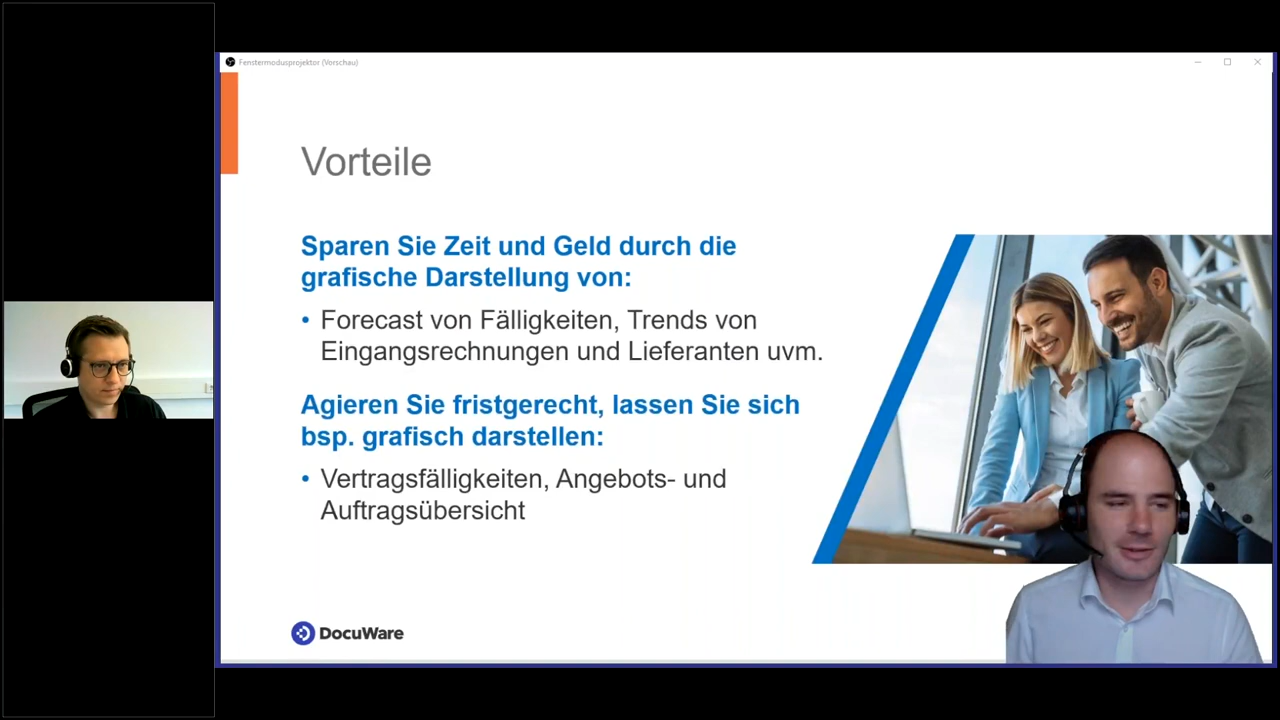 Fenstermodusprojektor (Vorschau)
Vorteile
Sparen Sie Zeit und Geld durch die
grafische Darstellung von:
• Forecast von Fälligkeiten, Trends von
Eingangsrechnungen und Lieferanten uvm.
Agieren Sie fristgerecht, lassen Sie sich
bsp. grafisch darstellen:
• Vertragsfälligkeiten, Angebots- und
Auftragsübersicht
DocuWare